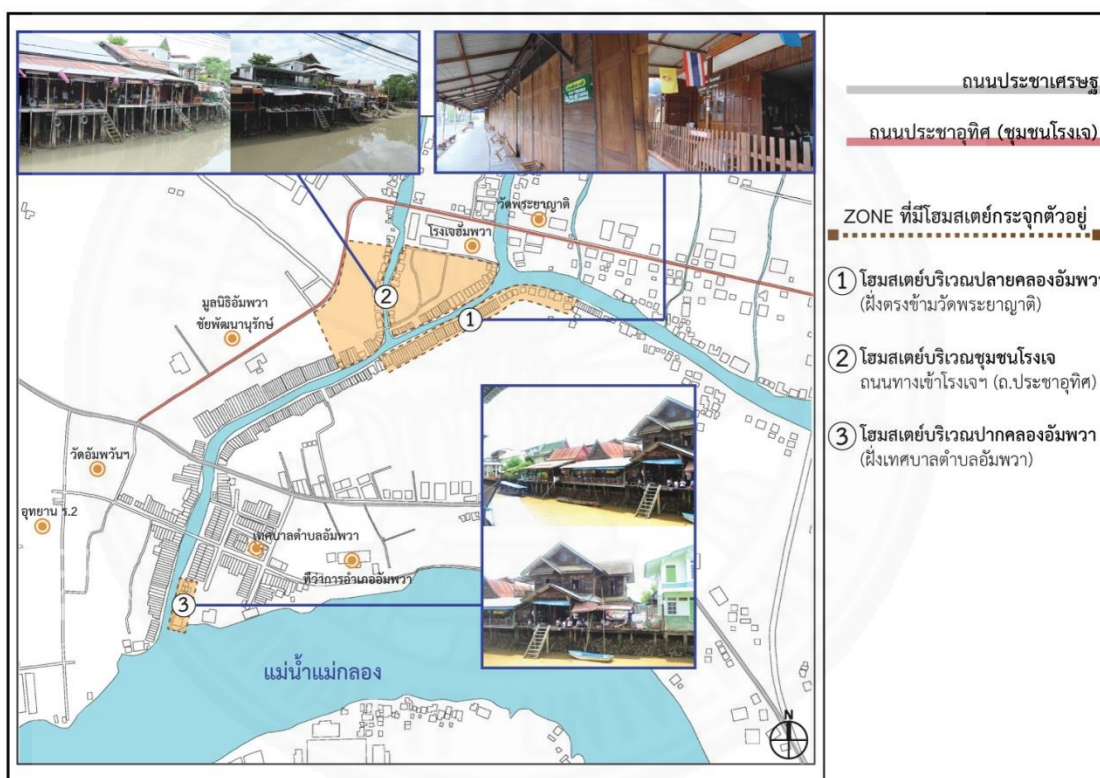 ถนนประชาเศรษฐ
ถนนประชาอุทิศ (ชุมชนโรงเจ)
ZONE ที่มีโฮมสเตย์กระจุกตัวอยู่
1 โฮมสเตย์บริเวณปลายคลองอัมพวา
(ฝั่งตรงข้ามวัดพระยาญาติ)
2 โฮมสเตย์บริเวณชุมชนโรงเจ
ถนนทางเข้าโรงเจฯ (ถ.ประชาอุทิศ)
3 โฮมสเตย์บริเวณปากคลองอัมพวา
(ฝั่งเทศบาลตำบลอัมพวา)
วัดพระยาญาติ
โรงเจอัมพวา
2
1
มูลนิธิอัมพวา
ชัยพัฒนานุรักษ์
วัดอัมพวันฯ
อุทยาน ร.2
เทศบาลตำบลอัมพวา
ที่ว่าการอำเภออัมพวา
3
แม่น้ำแม่กลอง
N